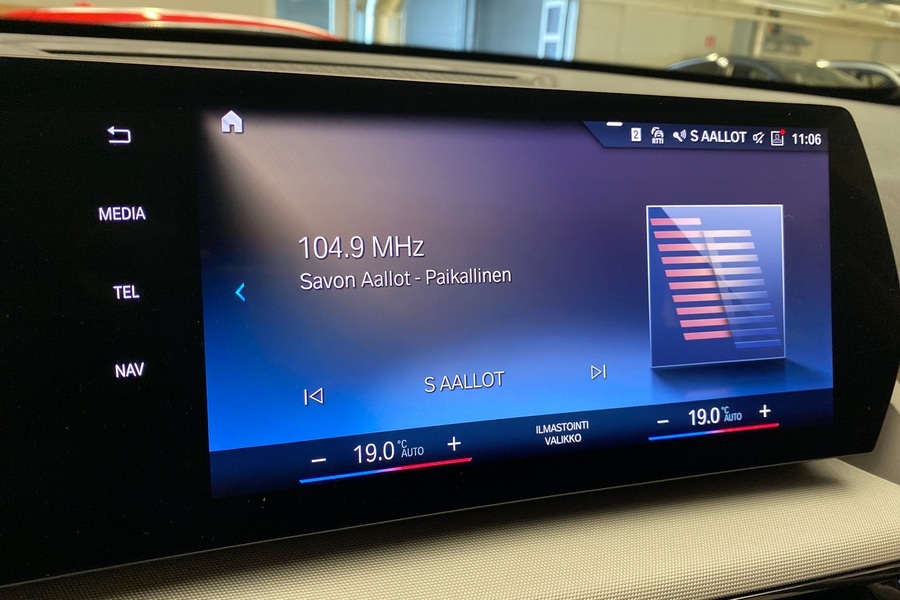 MEDIA
TEL
NAV
2 RTTI S AALLOT 11:06
104.9 MHz
Savon Aallot - Paikallinen
S AALLOT
− 19.0 °C AUTO +
ILMASTOINTI
VALIKKO
− 19.0 °C AUTO +